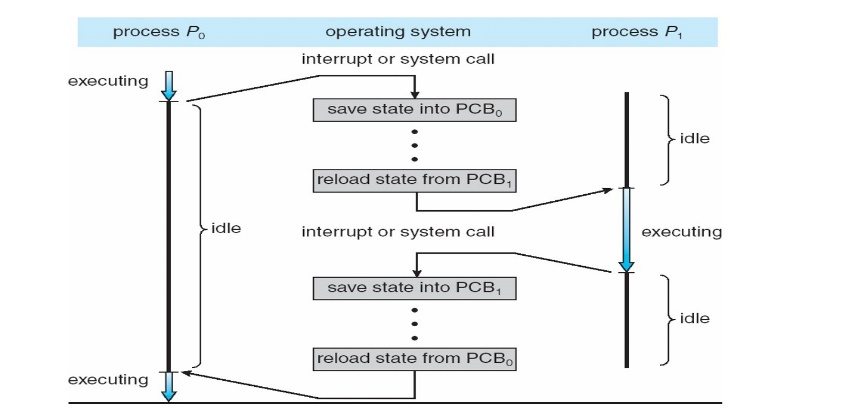 process P0 operating system process P1
interrupt or system call
executing
save state into PCB0
idle
reload state from PCB1
idle
interrupt or system call
executing
save state into PCB1
idle
reload state from PCB0
executing